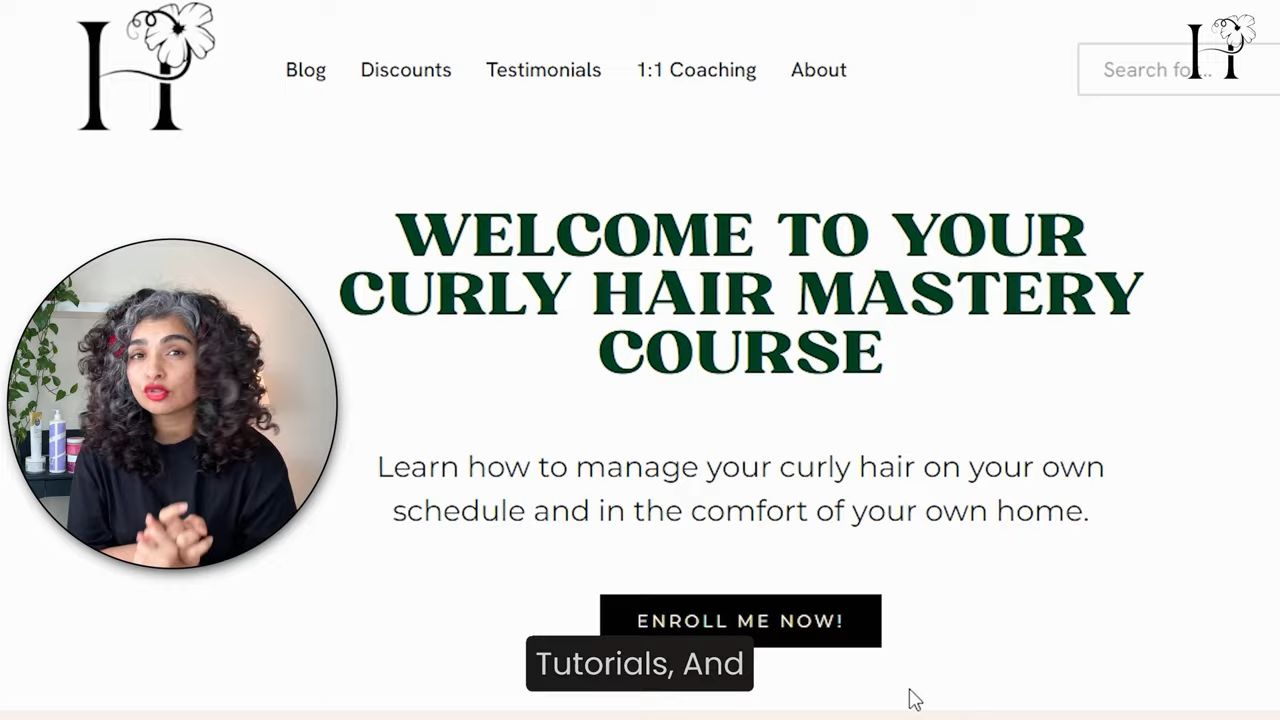 H
Blog Discounts Testimonials 1:1 Coaching About
Search for... H
WELCOME TO YOUR
CURLY HAIR MASTERY
COURSE
Learn how to manage your curly hair on your own
schedule and in the comfort of your own home.
ENROLL ME NOW!
Tutorials, And